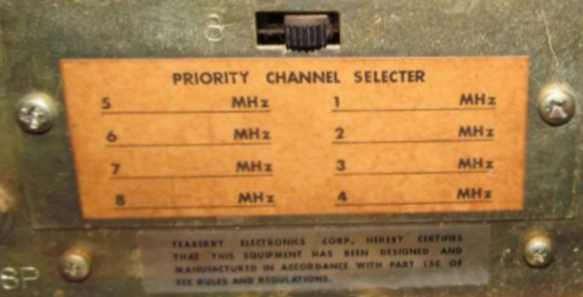 8
PRIORITY CHANNEL SELECTER
5 MHz 1 MHz
6 MHz 2 MHz
7 MHz 3 MHz
8 MHz 4 MHz
TEABERRY ELECTRONICS CORP. HEREBY CERTIFIES
THAT THIS EQUIPMENT HAS BEEN DESIGNED AND
MANUFACTURED IN ACCORDANCE WITH PART 15C OF
FCC RULES AND REGULATIONS.
SP